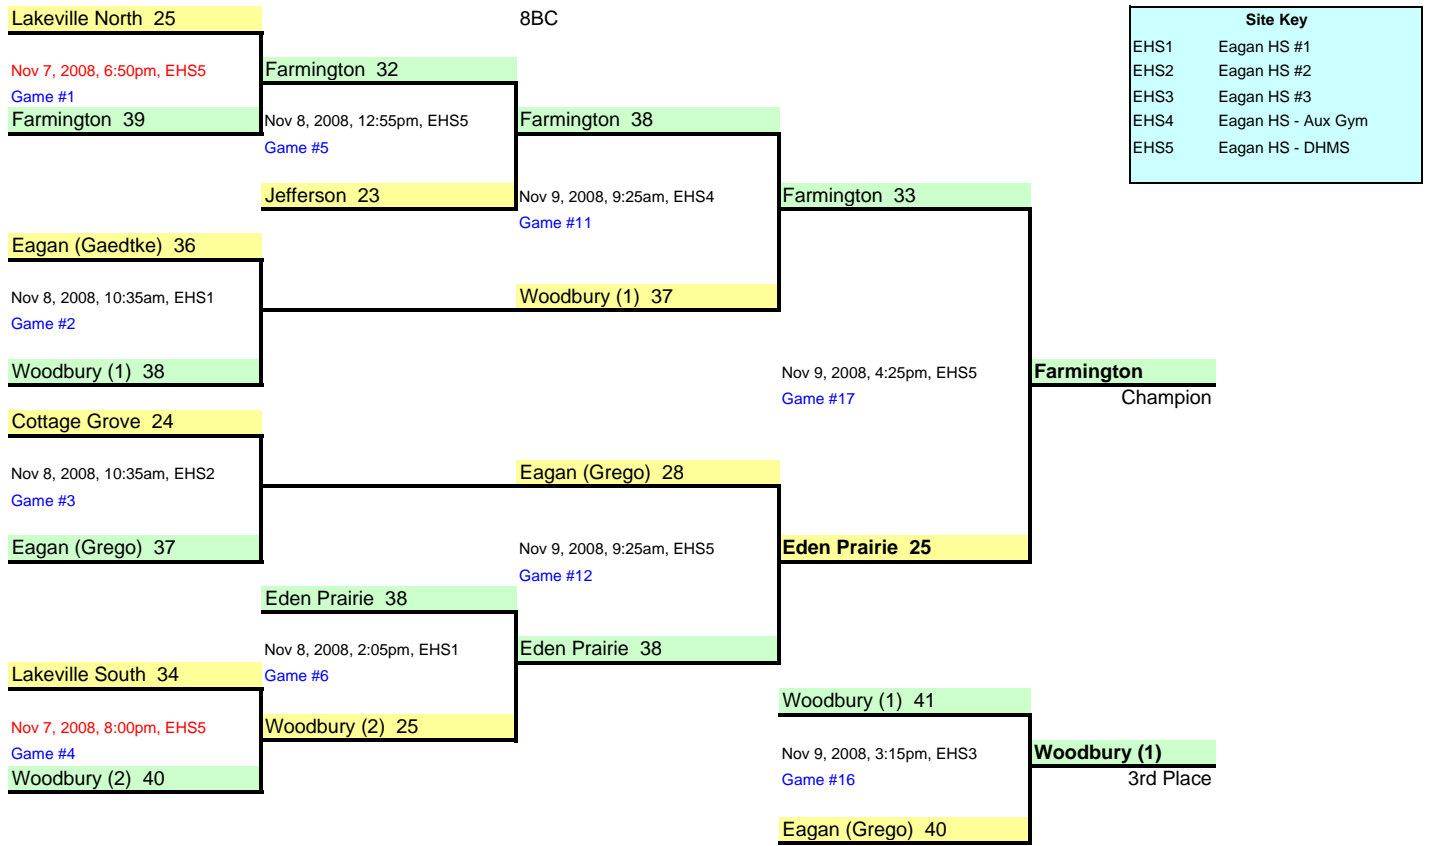 Lakeville North  25
8BC
Site Key
EHS1 Eagan HS #1
Nov 7, 2008, 6:50pm, EHS5
Farmington  32
EHS2 Eagan HS #2
Game #1
EHS3 Eagan HS #3
Farmington  39
Nov 8, 2008, 12:55pm, EHS5
Farmington  38
EHS4 Eagan HS - Aux Gym
Game #5
EHS5 Eagan HS - DHMS
Jefferson  23
Nov 9, 2008, 9:25am, EHS4
Farmington  33
Game #11
Eagan (Gaedtke)  36
Nov 8, 2008, 10:35am, EHS1
Woodbury (1)  37
Game #2
Woodbury (1)  38
Nov 9, 2008, 4:25pm, EHS5
Farmington
Game #17
Champion
Cottage Grove  24
Nov 8, 2008, 10:35am, EHS2
Eagan (Grego)  28
Game #3
Eagan (Grego)  37
Nov 9, 2008, 9:25am, EHS5
Eden Prairie  25
Game #12
Eden Prairie  38
Nov 8, 2008, 2:05pm, EHS1
Eden Prairie  38
Lakeville South  34
Game #6
Woodbury (1)  41
Nov 7, 2008, 8:00pm, EHS5
Woodbury (2)  25
Game #4
Nov 9, 2008, 3:15pm, EHS3
Woodbury (1)
Woodbury (2)  40
Game #16
3rd Place
Eagan (Grego)  40